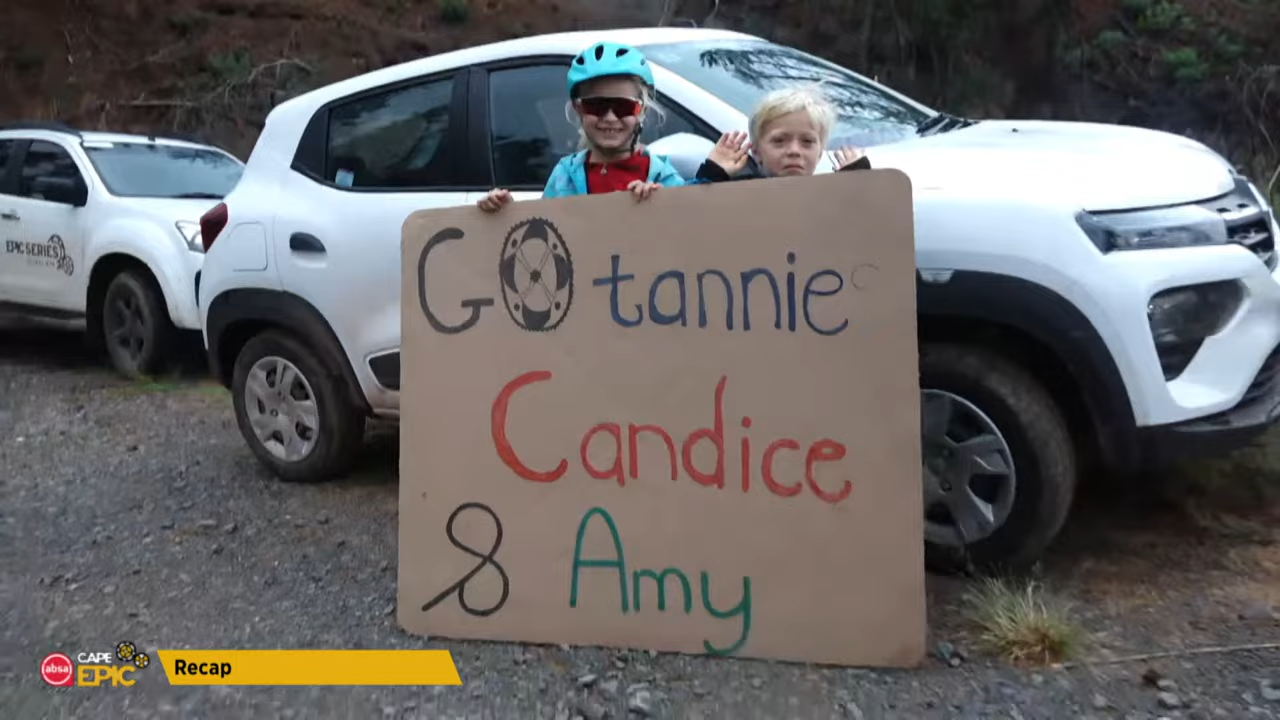 GO tannie
Candice
& Amy
EPIC SERIES
absa
CAPE
EPIC
Recap